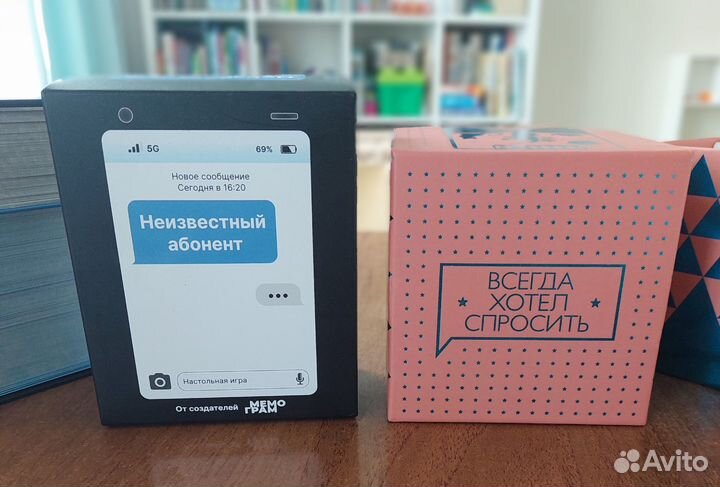 5G
69%
Новое сообщение
Сегодня в 16:20
Неизвестный
абонент
Настольная игра
От создателей МЕМО
ГРАМ
ВСЕГДА
ХОТЕЛ
СПРОСИТЬ
Avito